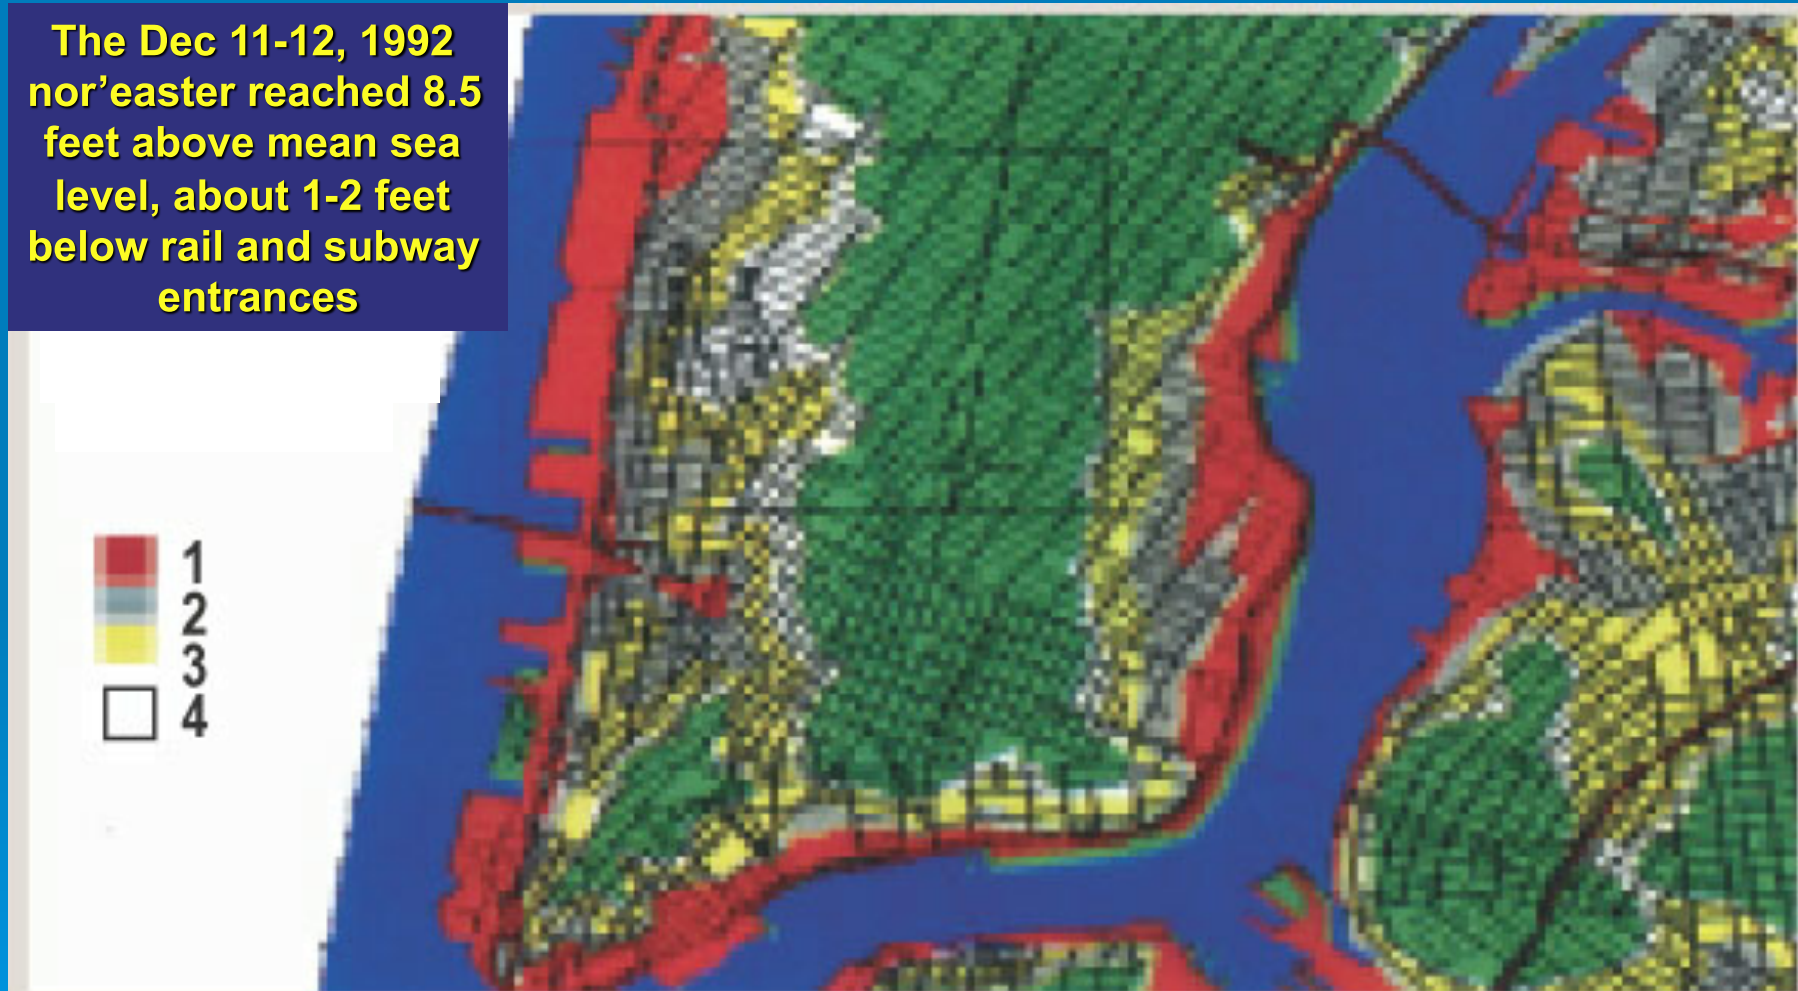 The Dec 11-12, 1992
nor’easter reached 8.5
feet above mean sea
level, about 1-2 feet
below rail and subway
entrances
1
2
3
4